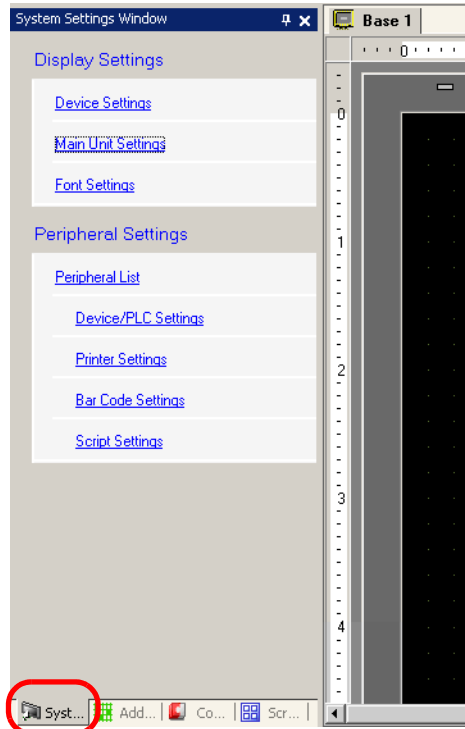 System Settings Window
Base 1
0
Display Settings
Device Settings
Main Unit Settings
Font Settings
Peripheral Settings
Peripheral List
Device/PLC Settings
Printer Settings
Bar Code Settings
Script Settings
0
1
2
3
4
Syst... Add... Co... Scr...